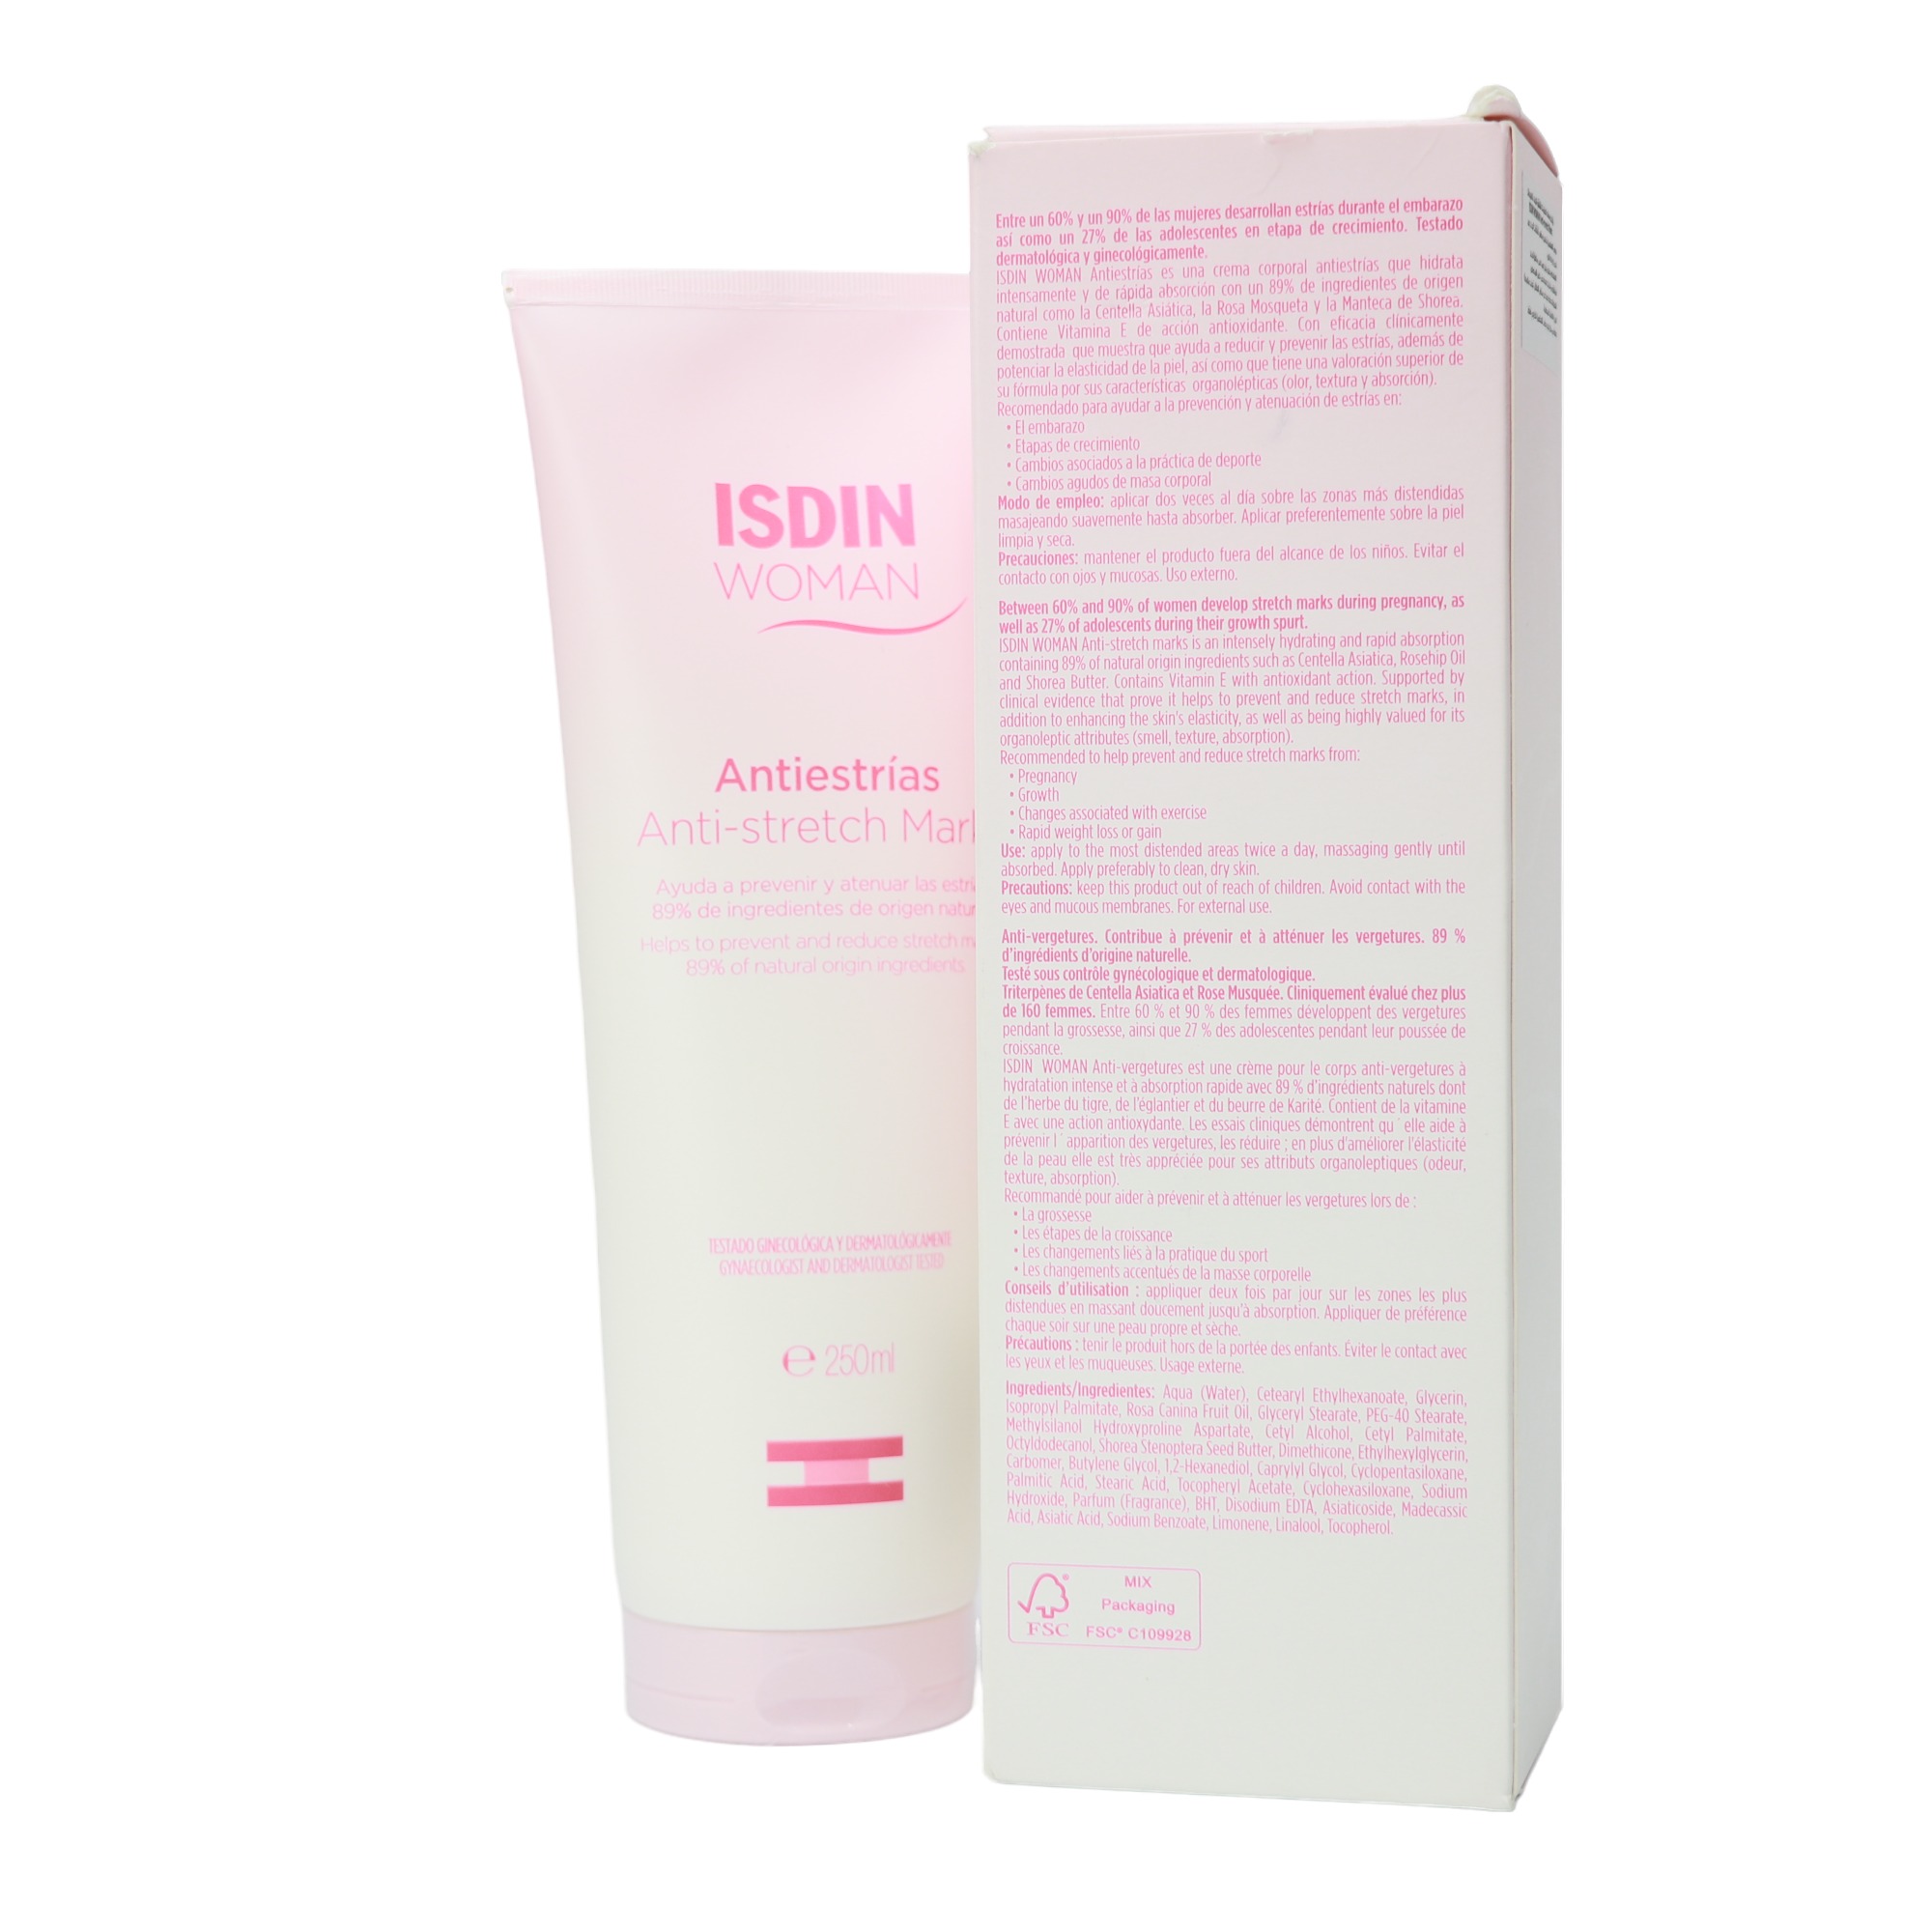 ISDIN
WOMAN
Antiestrías
Anti-stretch Mar
Ayuda a prevenir y atenuar las
89% de ingredientes de origen
Helps to prevent and reduce stretch
89% of natural origin ingredients
TESTADO GINECOLÓGICA Y DERMATOLÓGICAMENTE
GYNAECOLOGIST AND DERMATOLOGIST TESTED
℮ 250ml
Entre un 60% y un 90% de las mujeres desarrollan estrías durante el embarazo
así como un 27% de las adolescentes en etapa de crecimiento. Testado
dermatológica y ginecológicamente.
ISDIN WOMAN Antiestrías es una crema corporal antiestrías que hidrata
intensamente y de rápida absorción con un 89% de ingredientes de origen
natural como la Centella Asiática, la Rosa Mosqueta y la Manteca de Shorea.
Contiene Vitamina E de acción antioxidante. Con eficacia clínicamente
demostrada que muestra que ayuda a reducir y prevenir las estrías, además de
potenciar la elasticidad de la piel, así como que tiene una valoración superior de
su fórmula por sus características organolépticas (olor, textura y absorción).
Recomendado para ayudar a la prevención y atenuación de estrías en:
• El embarazo
• Etapas de crecimiento
• Cambios asociados a la práctica de deporte
• Cambios agudos de masa corporal
Modo de empleo: aplicar dos veces al día sobre las zonas más distendidas
masajeando suavemente hasta absorber. Aplicar preferentemente sobre la piel
limpia y seca.
Precauciones: mantener el producto fuera del alcance de los niños. Evitar el
contacto con ojos y mucosas. Uso externo.
Between 60% and 90% of women develop stretch marks during pregnancy, as
well as 27% of adolescents during their growth spurt.
ISDIN WOMAN Anti-stretch marks is an intensely hydrating and rapid absorption
containing 89% of natural origin ingredients such as Centella Asiatica, Rosehip Oil
and Shorea Butter. Contains Vitamin E with antioxidant action. Supported by
clinical evidence that prove it helps to prevent and reduce stretch marks, in
addition to enhancing the skin's elasticity, as well as being highly valued for its
organoleptic attributes (smell, texture, absorption).
Recommended to help prevent and reduce stretch marks from:
• Pregnancy
• Growth
• Changes associated with exercise
• Rapid weight loss or gain
Use: apply to the most distended areas twice a day, massaging gently until
absorbed. Apply preferably to clean, dry skin.
Precautions: keep this product out of reach of children. Avoid contact with the
eyes and mucous membranes. For external use.
Anti-vergetures. Contribue à prévenir et à atténuer les vergetures. 89 %
d'ingrédients d'origine naturelle.
Testé sous contrôle gynécologique et dermatologique.
Triterpènes de Centella Asiatica et Rose Musquée. Cliniquement évalué chez plus
de 160 femmes. Entre 60 % et 90 % des femmes développent des vergetures
pendant la grossesse, ainsi que 27 % des adolescentes pendant leur poussée de
croissance.
ISDIN WOMAN Anti-vergetures est une crème pour le corps anti-vergetures à
hydratation intense et à absorption rapide avec 89 % d'ingrédients naturels dont
de l'herbe du tigre, de l'églantier et du beurre de Karité. Contient de la vitamine
E avec une action antioxydante. Les essais cliniques démontrent qu´elle aide à
prévenir l´apparition des vergetures, les réduire ; en plus d'améliorer l'élasticité
de la peau elle est très appréciée pour ses attributs organoleptiques (odeur,
texture, absorption).
Recommandé pour aider à prévenir et à atténuer les vergetures lors de :
• La grossesse
• Les étapes de la croissance
• Les changements liés à la pratique du sport
• Les changements accentués de la masse corporelle
Conseils d'utilisation : appliquer deux fois par jour sur les zones les plus
distendues en massant doucement jusqu'à absorption. Appliquer de préférence
chaque soir sur une peau propre et sèche.
Précautions : tenir le produit hors de la portée des enfants. Éviter le contact avec
les yeux et les muqueuses. Usage externe.
Ingredients/Ingredientes: Aqua (Water), Cetearyl Ethylhexanoate, Glycerin,
Isopropyl Palmitate, Rosa Canina Fruit Oil, Glyceryl Stearate, PEG-40 Stearate,
Methylsilanol Hydroxyproline Aspartate, Cetyl Alcohol, Cetyl Palmitate,
Octyldodecanol, Shorea Stenoptera Seed Butter, Dimethicone, Ethylhexylglycerin,
Carbomer, Butylene Glycol, 1,2-Hexanediol, Caprylyl Glycol, Cyclopentasiloxane,
Palmitic Acid, Stearic Acid, Tocopheryl Acetate, Cyclohexasiloxane, Sodium
Hydroxide, Parfum (Fragrance), BHT, Disodium EDTA, Asiaticoside, Madecassic
Acid, Asiatic Acid, Sodium Benzoate, Limonene, Linalool, Tocopherol.
MIX
Packaging
FSC FSC® C109928